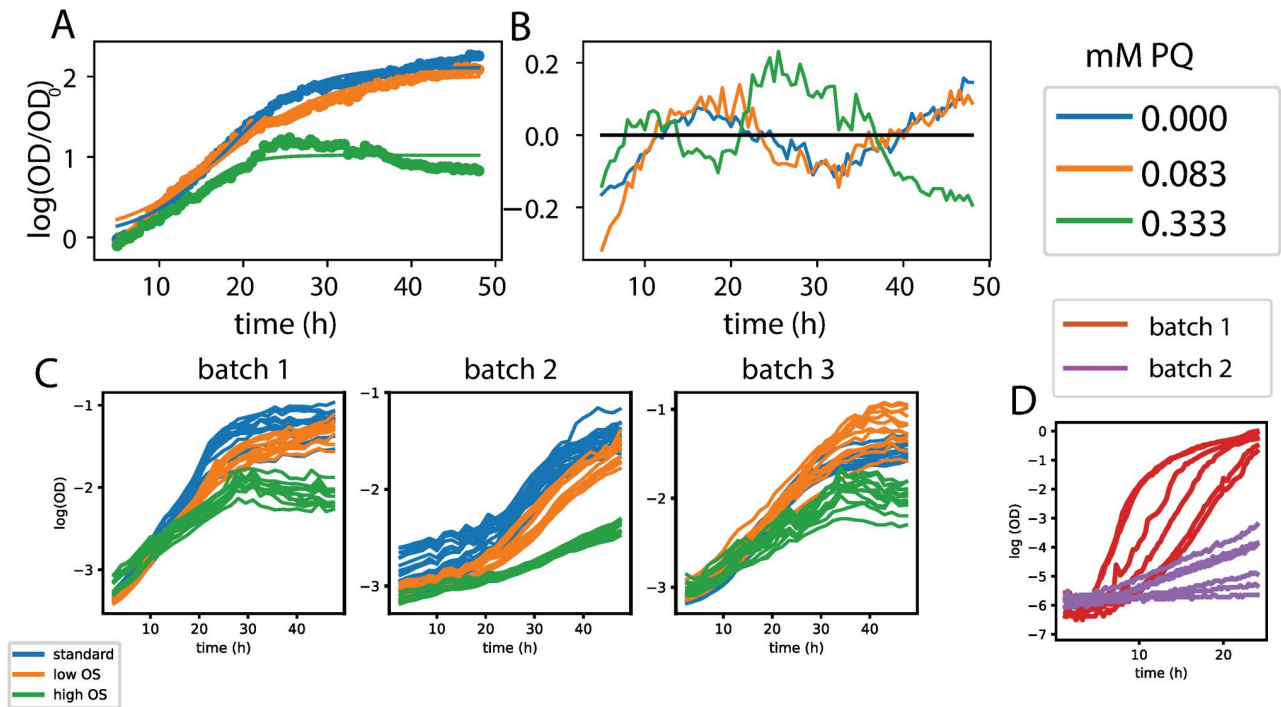 A
B
mM PQ
0.000
0.083
0.333
log(OD/OD0)
2
1
0
10
20
30
40
50
time (h)
0.2
0.0
−0.2
10
20
30
40
50
time (h)
batch 1
batch 2
C
batch 1
batch 2
batch 3
D
log(OD)
−1
−2
−3
10
20
30
40
time (h)
−1
−2
−3
10
20
30
40
time (h)
−1
−2
−3
10
20
30
40
time (h)
log (OD)
0
−1
−2
−3
−4
−5
−6
−7
10
20
time (h)
standard
low OS
high OS